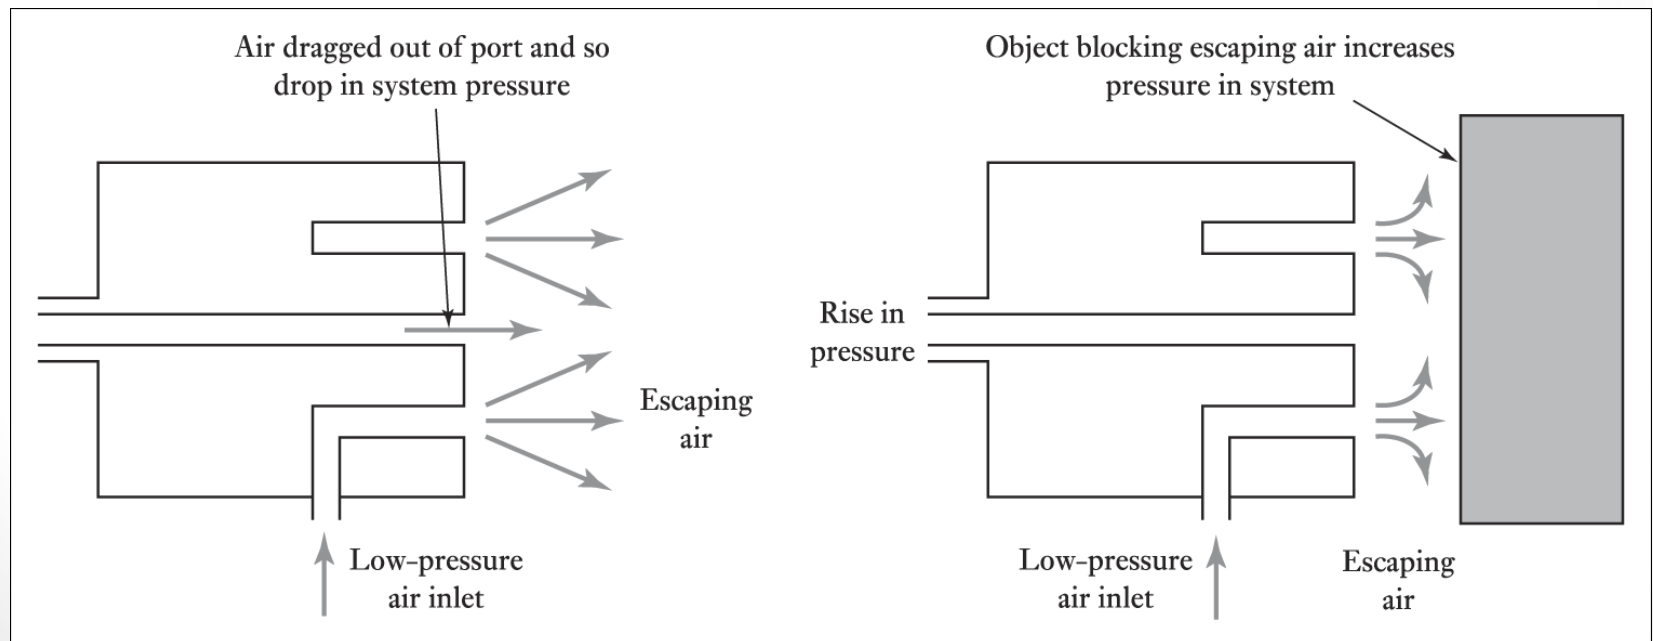 Air dragged out of port and so
drop in system pressure
Object blocking escaping air increases
pressure in system
Escaping
air
Low-pressure
air inlet
Rise in
pressure
Low-pressure
air inlet
Escaping
air